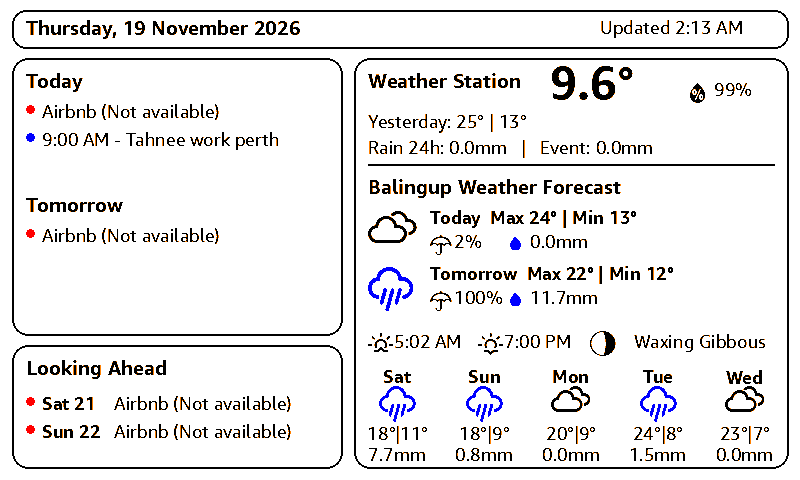 Thursday, 19 November 2026
Updated 2:13 AM
Today
Airbnb (Not available)
9:00 AM - Tahnee work perth
Tomorrow
Airbnb (Not available)
Looking Ahead
Sat 21 Airbnb (Not available)
Sun 22 Airbnb (Not available)
Weather Station 9.6° 99%
Yesterday: 25° | 13°
Rain 24h: 0.0mm | Event: 0.0mm
Balingup Weather Forecast
Today Max 24° | Min 13°
2% 0.0mm
Tomorrow Max 22° | Min 12°
100% 11.7mm
5:02 AM 7:00 PM Waxing Gibbous
Sat Sun Mon Tue Wed
18°|11° 18°|9° 20°|9° 24°|8° 23°|7°
7.7mm 0.8mm 0.0mm 1.5mm 0.0mm